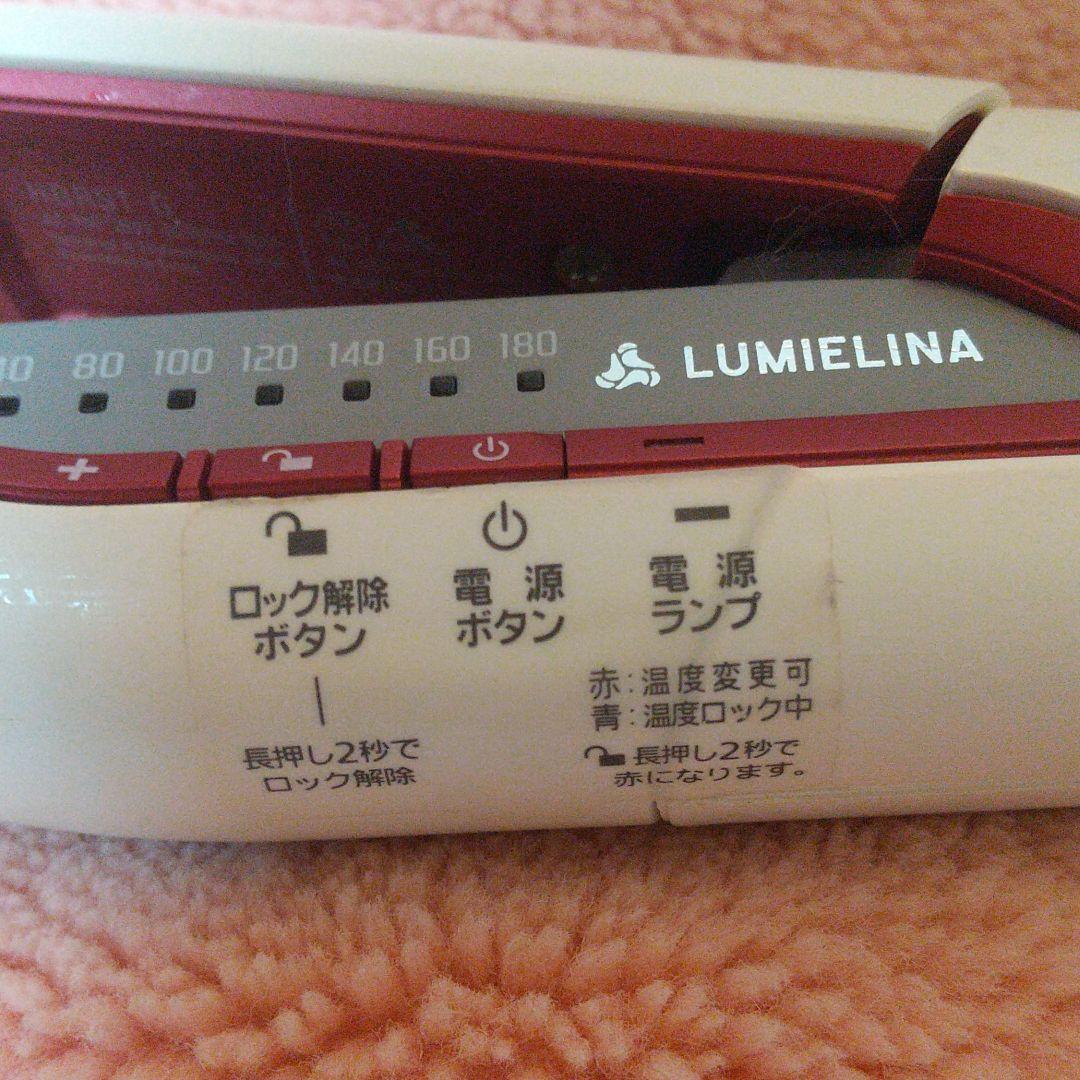 80 100 120 140 160 180
LUMIELINA
ロック解除
ボタン
長押し2秒で
ロック解除
電源
ボタン
電源
ランプ
赤:温度変更可
青:温度ロック中
長押し2秒で
赤になります。